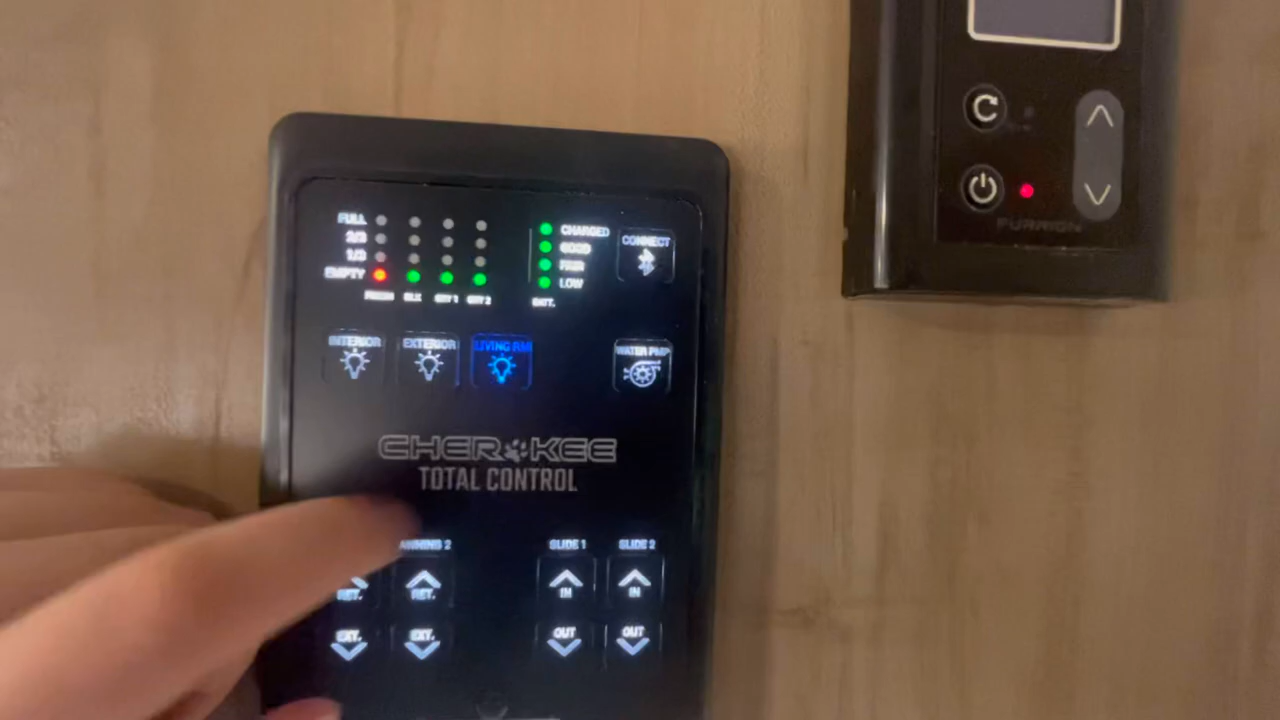 FULL
2/3
1/3
EMPTY
FRESH BLK GRY 1 GRY 2
CHARGED
GOOD
FAIR
LOW
BATT.
CONNECT
INTERIOR EXTERIOR LIVING RM WATER PMP
CHEROKEE
TOTAL CONTROL
AWNING 2 SLIDE 1 SLIDE 2
RET. RET. IN IN
EXT. EXT. OUT OUT
FURRION